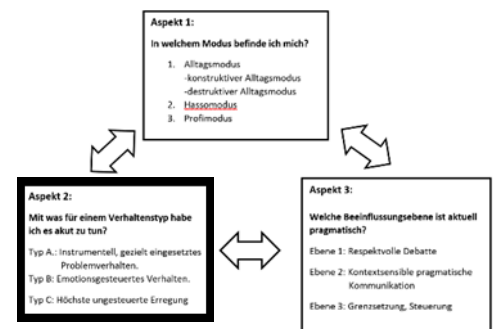 Aspekt 1:
In welchem Modus befinde ich mich?
1. Alltagsmodus
-konstruktiver Alltagsmodus
-destruktiver Alltagsmodus
2. Hassomodus
3. Profimodus
Aspekt 2:
Mit was für einem Verhaltenstyp habe
ich es akut zu tun?
Typ A.: Instrumentell, gezielt eingesetztes
Problemverhalten.
Typ B: Emotionsgesteuertes Verhalten.
Typ C: Höchste ungesteuerte Erregung
Aspekt 3:
Welche Beeinflussungsebene ist aktuell
pragmatisch?
Ebene 1: Respektvolle Debatte
Ebene 2: Kontextsensible pragmatische
Kommunikation
Ebene 3: Grenzsetzung, Steuerung